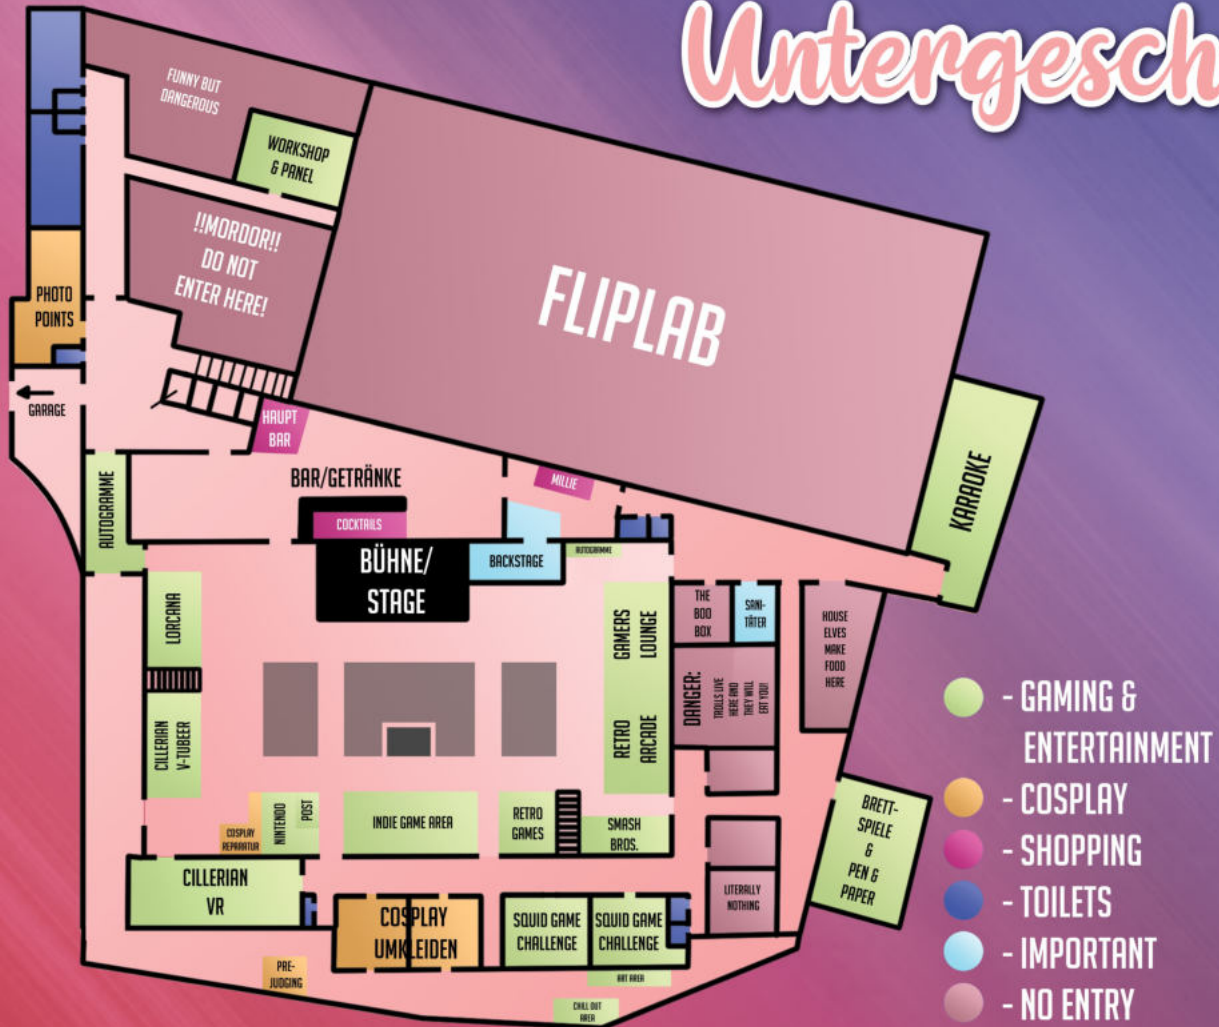 Untergesch
FUNNY BUT
DANGEROUS
WORKSHOP
& PANEL
!!MORDOR!!
DO NOT
ENTER HERE!
PHOTO
POINTS
FLIPLAB
GARAGE
HAUPT
BAR
KARAOKE
BAR/GETRÄNKE
MILLIE
AUTOGRAMME
COCKTAILS
BÜHNE/
STAGE
BACKSTAGE
AUTOGRAMME
LORCANA
GAMERS
LOUNGE
THE
BOO
BOX
SANI-
TÄTER
HOUSE
ELVES
MAKE
FOOD
HERE
DANGER:
TROLLS LIVE
HERE AND
THEY WILL
EAT YOU!
CILLERIAN
V-TUBEER
RETRO
ARCADE
COSPLAY
REPARATUR
NINTENDO
POST
INDIE GAME AREA
RETRO
GAMES
SMASH
BROS.
BRETT-
SPIELE
&
PEN &
PAPER
CILLERIAN
VR
COSPLAY
UMKLEIDEN
SQUID GAME
CHALLENGE
SQUID GAME
CHALLENGE
LITERALLY
NOTHING
PRE-
JUDGING
ART AREA
CHILL OUT
AREA
- GAMING &
ENTERTAINMENT
- COSPLAY
- SHOPPING
- TOILETS
- IMPORTANT
- NO ENTRY